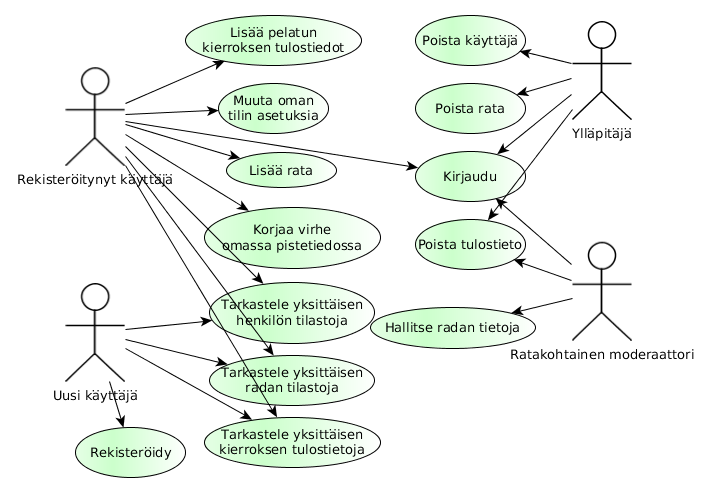 Lisää pelatun
kierroksen tulostiedot
Poista käyttäjä
Muuta oman
tilin asetuksia
Poista rata
Ylläpitäjä
Rekisteröitynyt käyttäjä
Lisää rata
Kirjaudu
Korjaa virhe
omassa pistetiedossa
Poista tulostieto
Tarkastele yksittäisen
henkilön tilastoja
Hallitse radan tietoja
Ratakohtainen moderaattori
Tarkastele yksittäisen
radan tilastoja
Uusi käyttäjä
Tarkastele yksittäisen
kierroksen tulostietoja
Rekisteröidy